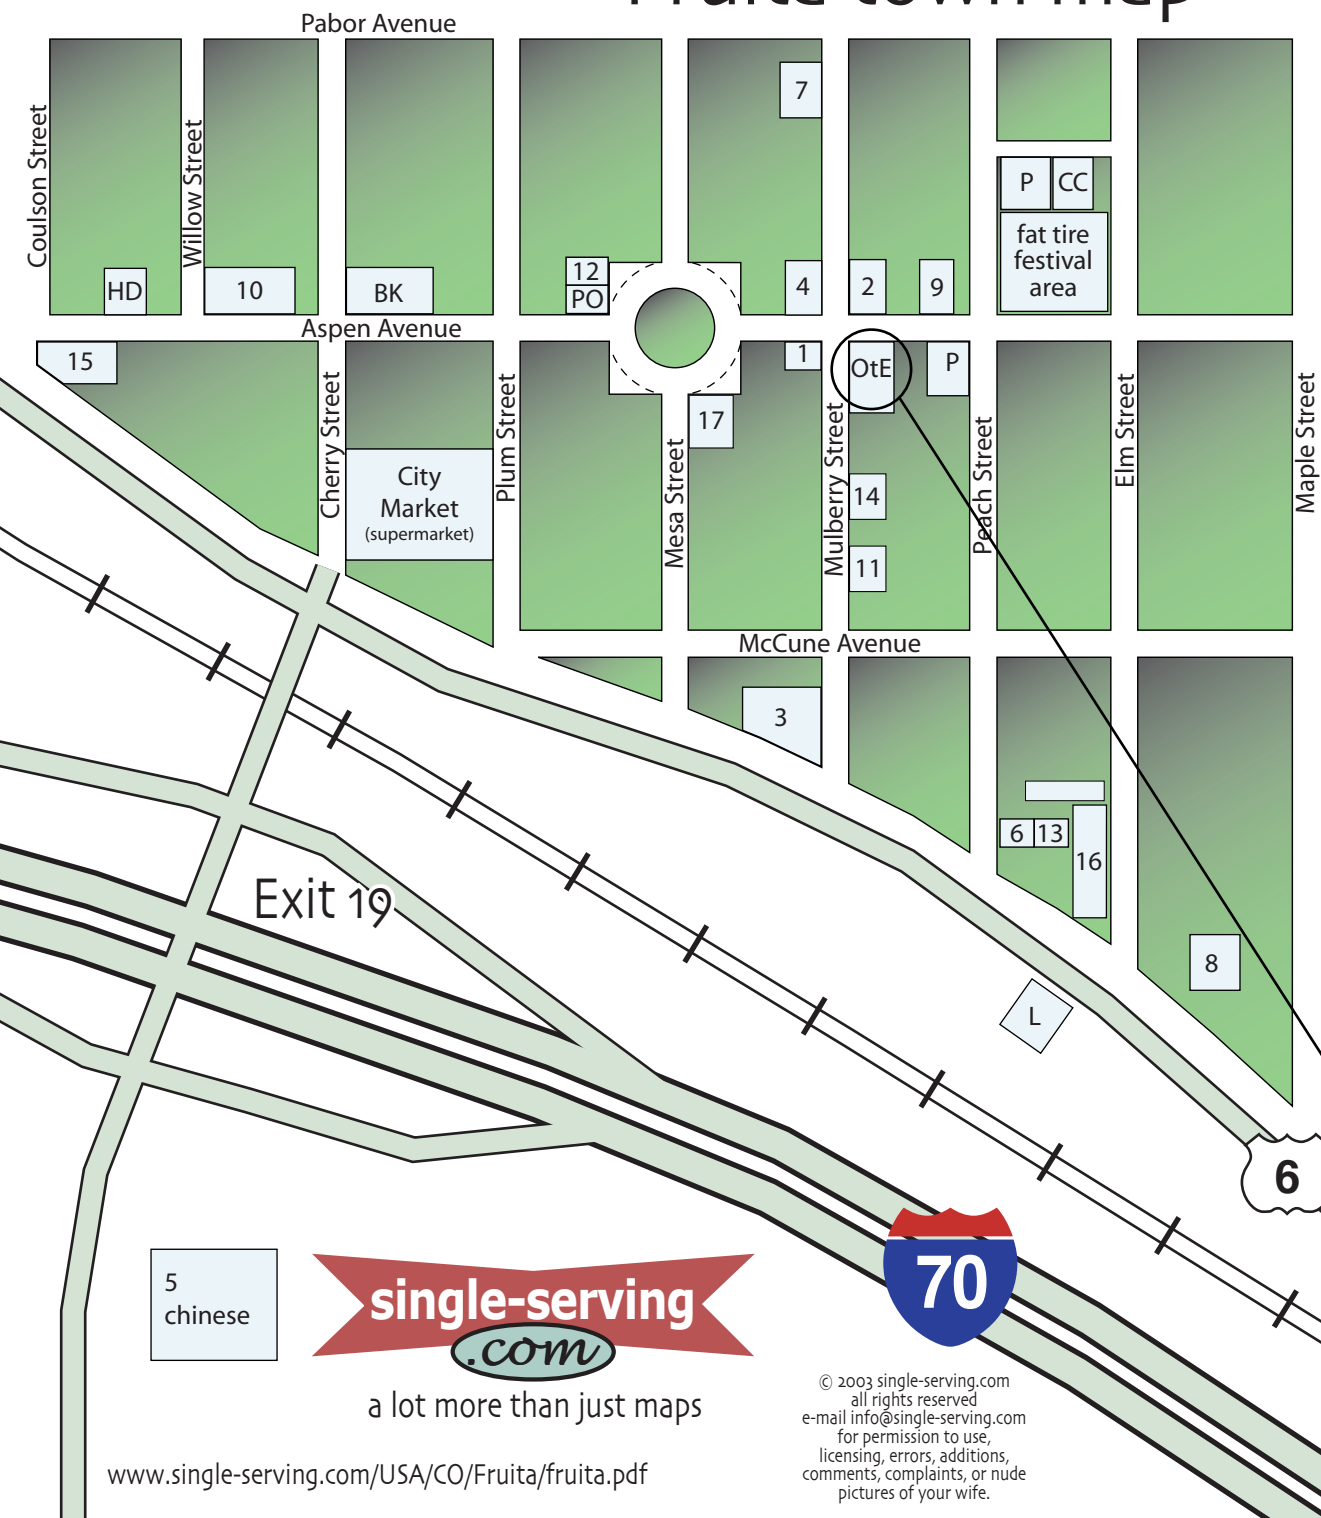 Fruita town map
Pabor Avenue
Coulson Street
Willow Street
7
P
CC
fat tire
festival
area
HD
10
BK
12
PO
4
2
9
Aspen Avenue
15
1
OtE
P
17
Cherry Street
Plum Street
Mesa Street
Mulberry Street
Peach Street
Elm Street
Maple Street
City
Market
(supermarket)
14
11
McCune Avenue
3
6
13
16
8
L
Exit 19
6
70
5
chinese
single-serving
.com
a lot more than just maps
www.single-serving.com/USA/CO/Fruita/fruita.pdf
© 2003 single-serving.com
all rights reserved
e-mail info@single-serving.com
for permission to use,
licensing, errors, additions,
comments, complaints, or nude
pictures of your wife.